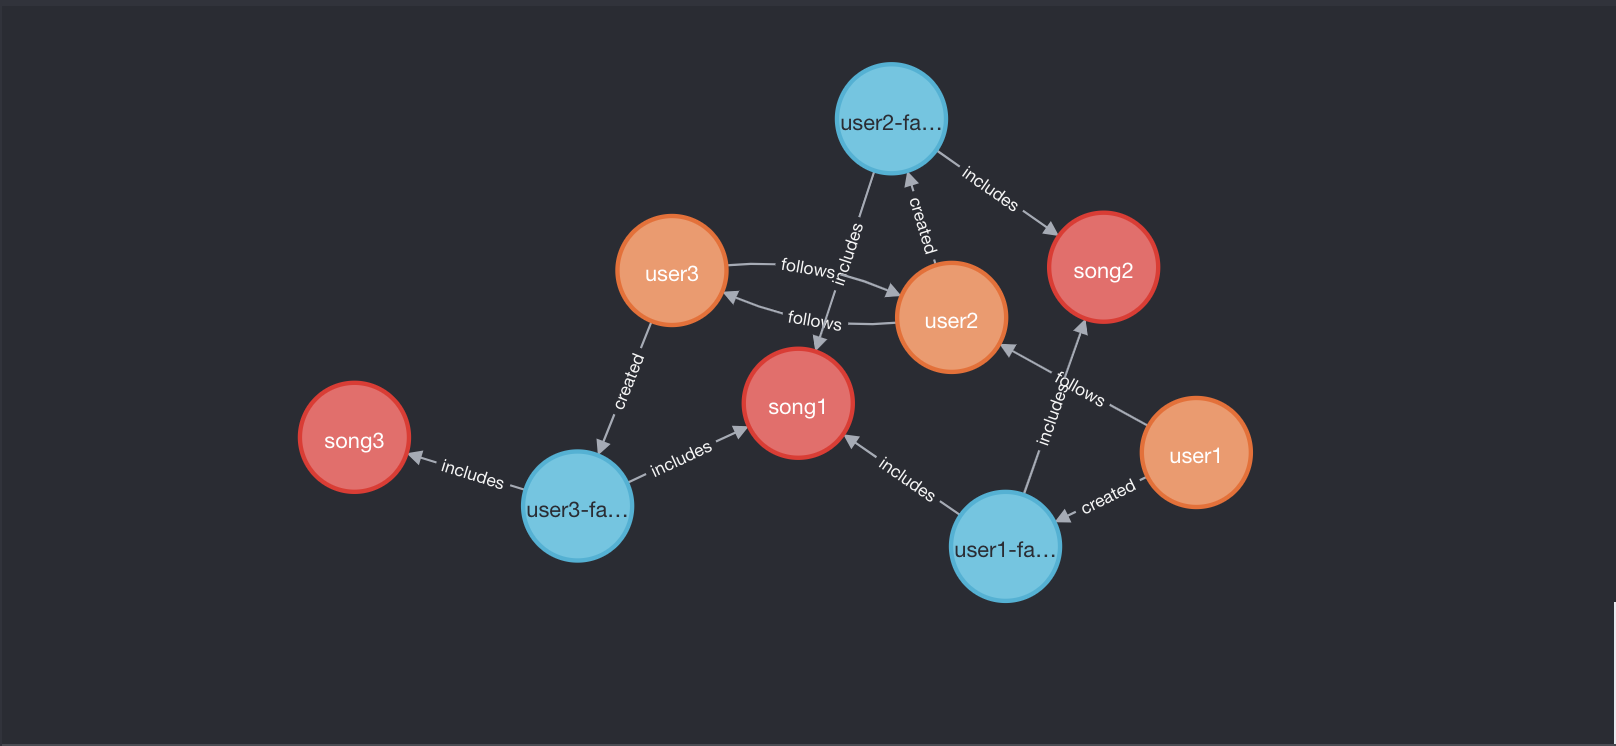 user2-fa...
includes
created
includes
song2
user3
follows
follows
user2
created
follows
includes
song1
song3
includes
includes
includes
user1
created
user3-fa...
user1-fa...